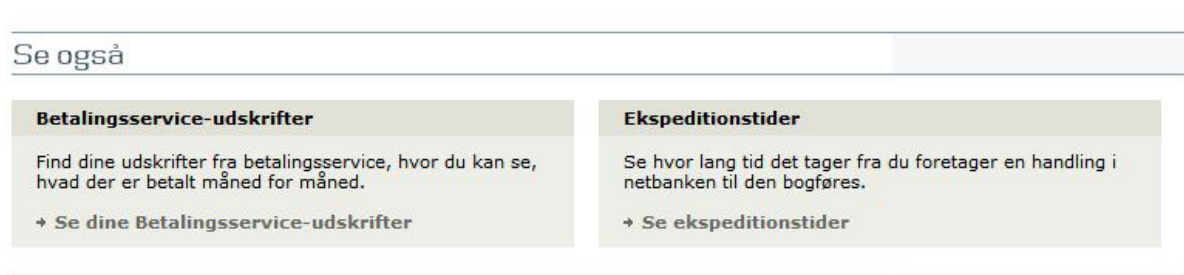 Se også
Betalingsservice-udskrifter
Find dine udskrifter fra betalingsservice, hvor du kan se,
hvad der er betalt måned for måned.
→ Se dine Betalingsservice-udskrifter
Ekspeditionstider
Se hvor lang tid det tager fra du foretager en handling i
netbanken til den bogføres.
→ Se ekspeditionstider